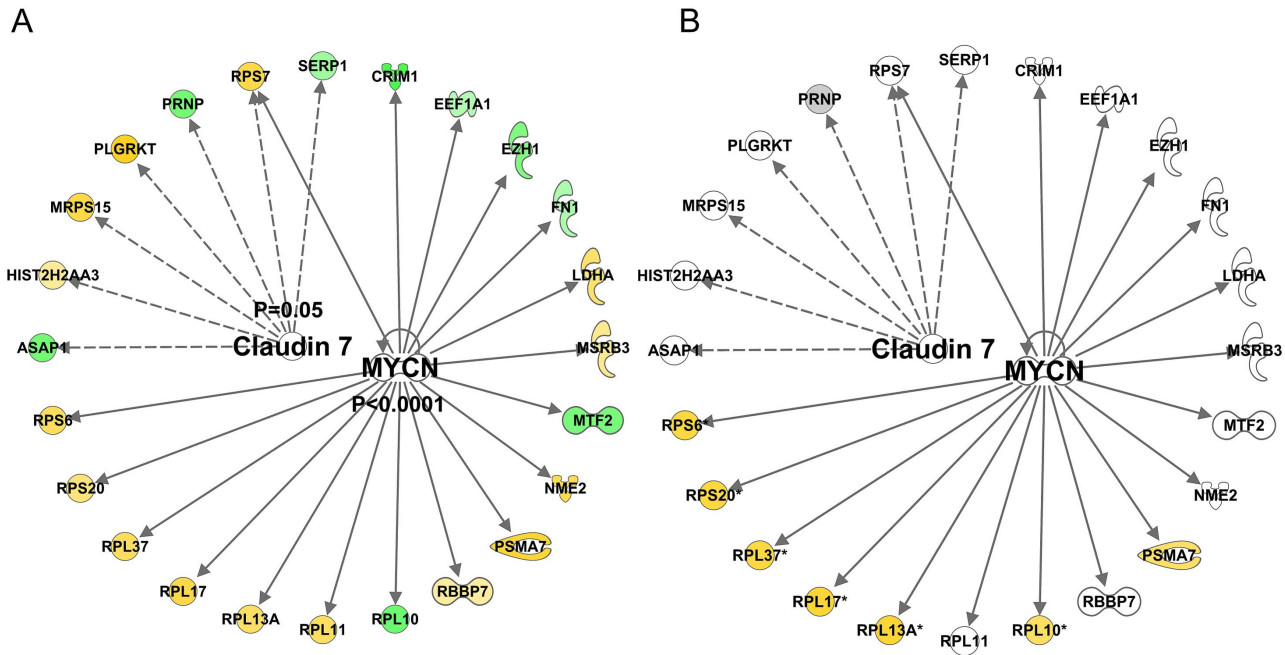 A
RPS7
SERP1
CRIM1
PRNP
EEF1A1
PLGRKT
EZH1
MRPS15
FN1
HIST2H2AA3
LDHA
P=0.05
ASAP1
Claudin 7
MSRB3
MYCN
P<0.0001
RPS6
MTF2
RPS20
NME2
RPL37
PSMA7
RPL17
RBBP7
RPL13A
RPL11
RPL10
B
RPS7
SERP1
CRIM1
PRNP
EEF1A1
PLGRKT
EZH1
MRPS15
FN1
HIST2H2AA3
LDHA
ASAP1
Claudin 7
MSRB3
MYCN
RPS6*
MTF2
RPS20*
NME2
RPL37*
PSMA7
RPL17*
RBBP7
RPL13A*
RPL11
RPL10*